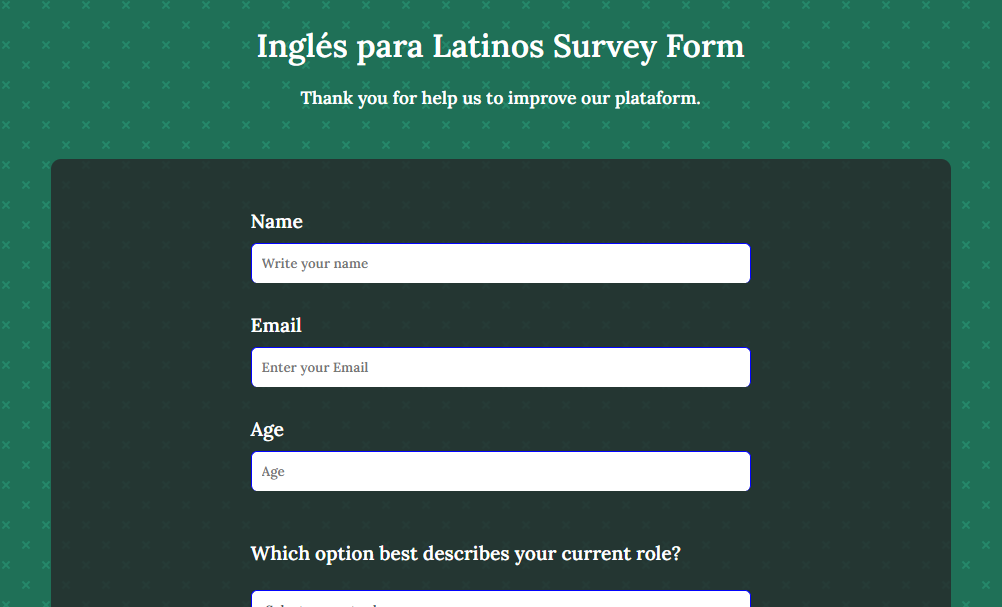 Inglés para Latinos Survey Form
Thank you for help us to improve our plataform.
Name
Write your name
Email
Enter your Email
Age
Age
Which option best describes your current role?